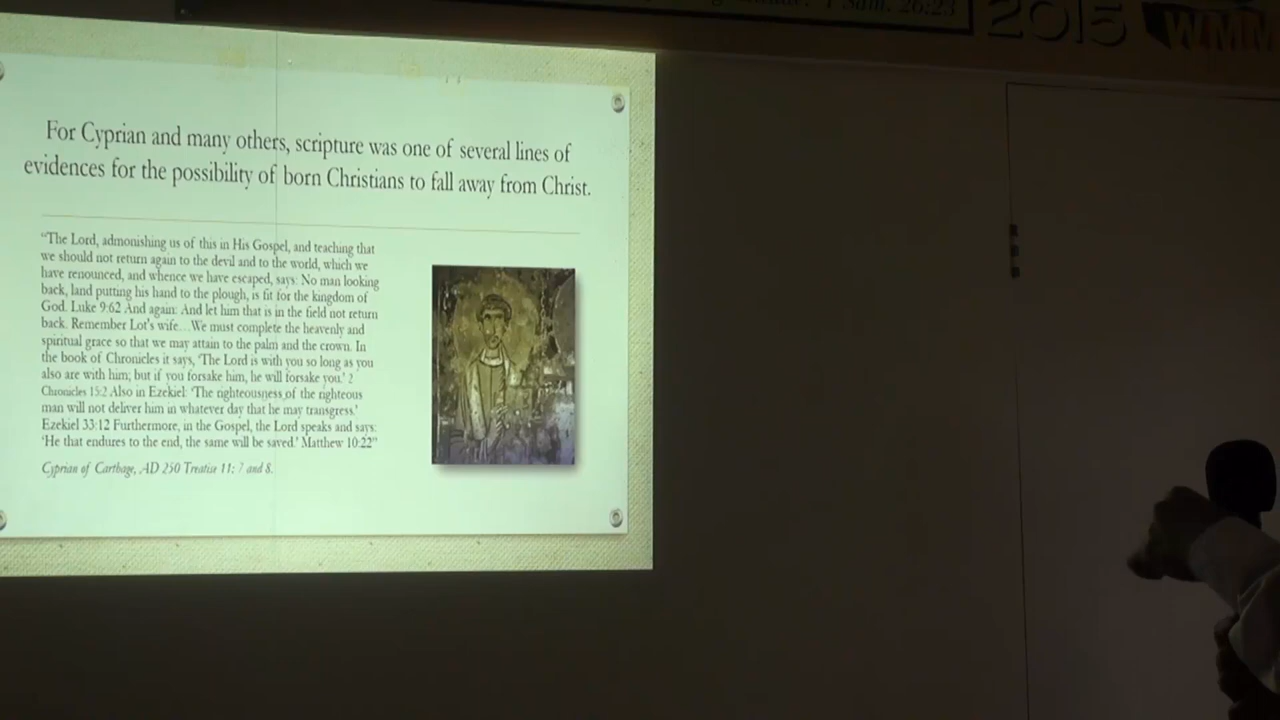 1 Sam. 26:23
2015 WMM
For Cyprian and many others, scripture was one of several lines of
evidences for the possibility of born Christians to fall away from Christ.
“The Lord, admonishing us of this in His Gospel, and teaching that
we should not return again to the devil and to the world, which we
have renounced, and whence we have escaped, says: No man looking
back, land putting his hand to the plough, is fit for the kingdom of
God. Luke 9:62 And again: And let him that is in the field not return
back. Remember Lot's wife…We must complete the heavenly and
spiritual grace so that we may attain to the palm and the crown. In
the book of Chronicles it says, 'The Lord is with you so long as you
also are with him; but if you forsake him, he will forsake you.' 2
Chronicles 15:2 Also in Ezekiel: 'The righteousness of the righteous
man will not deliver him in whatever day that he may transgress.'
Ezekiel 33:12 Furthermore, in the Gospel, the Lord speaks and says:
'He that endures to the end, the same will be saved.' Matthew 10:22”
Cyprian of Carthage, AD 250 Treatise 11: 7 and 8.